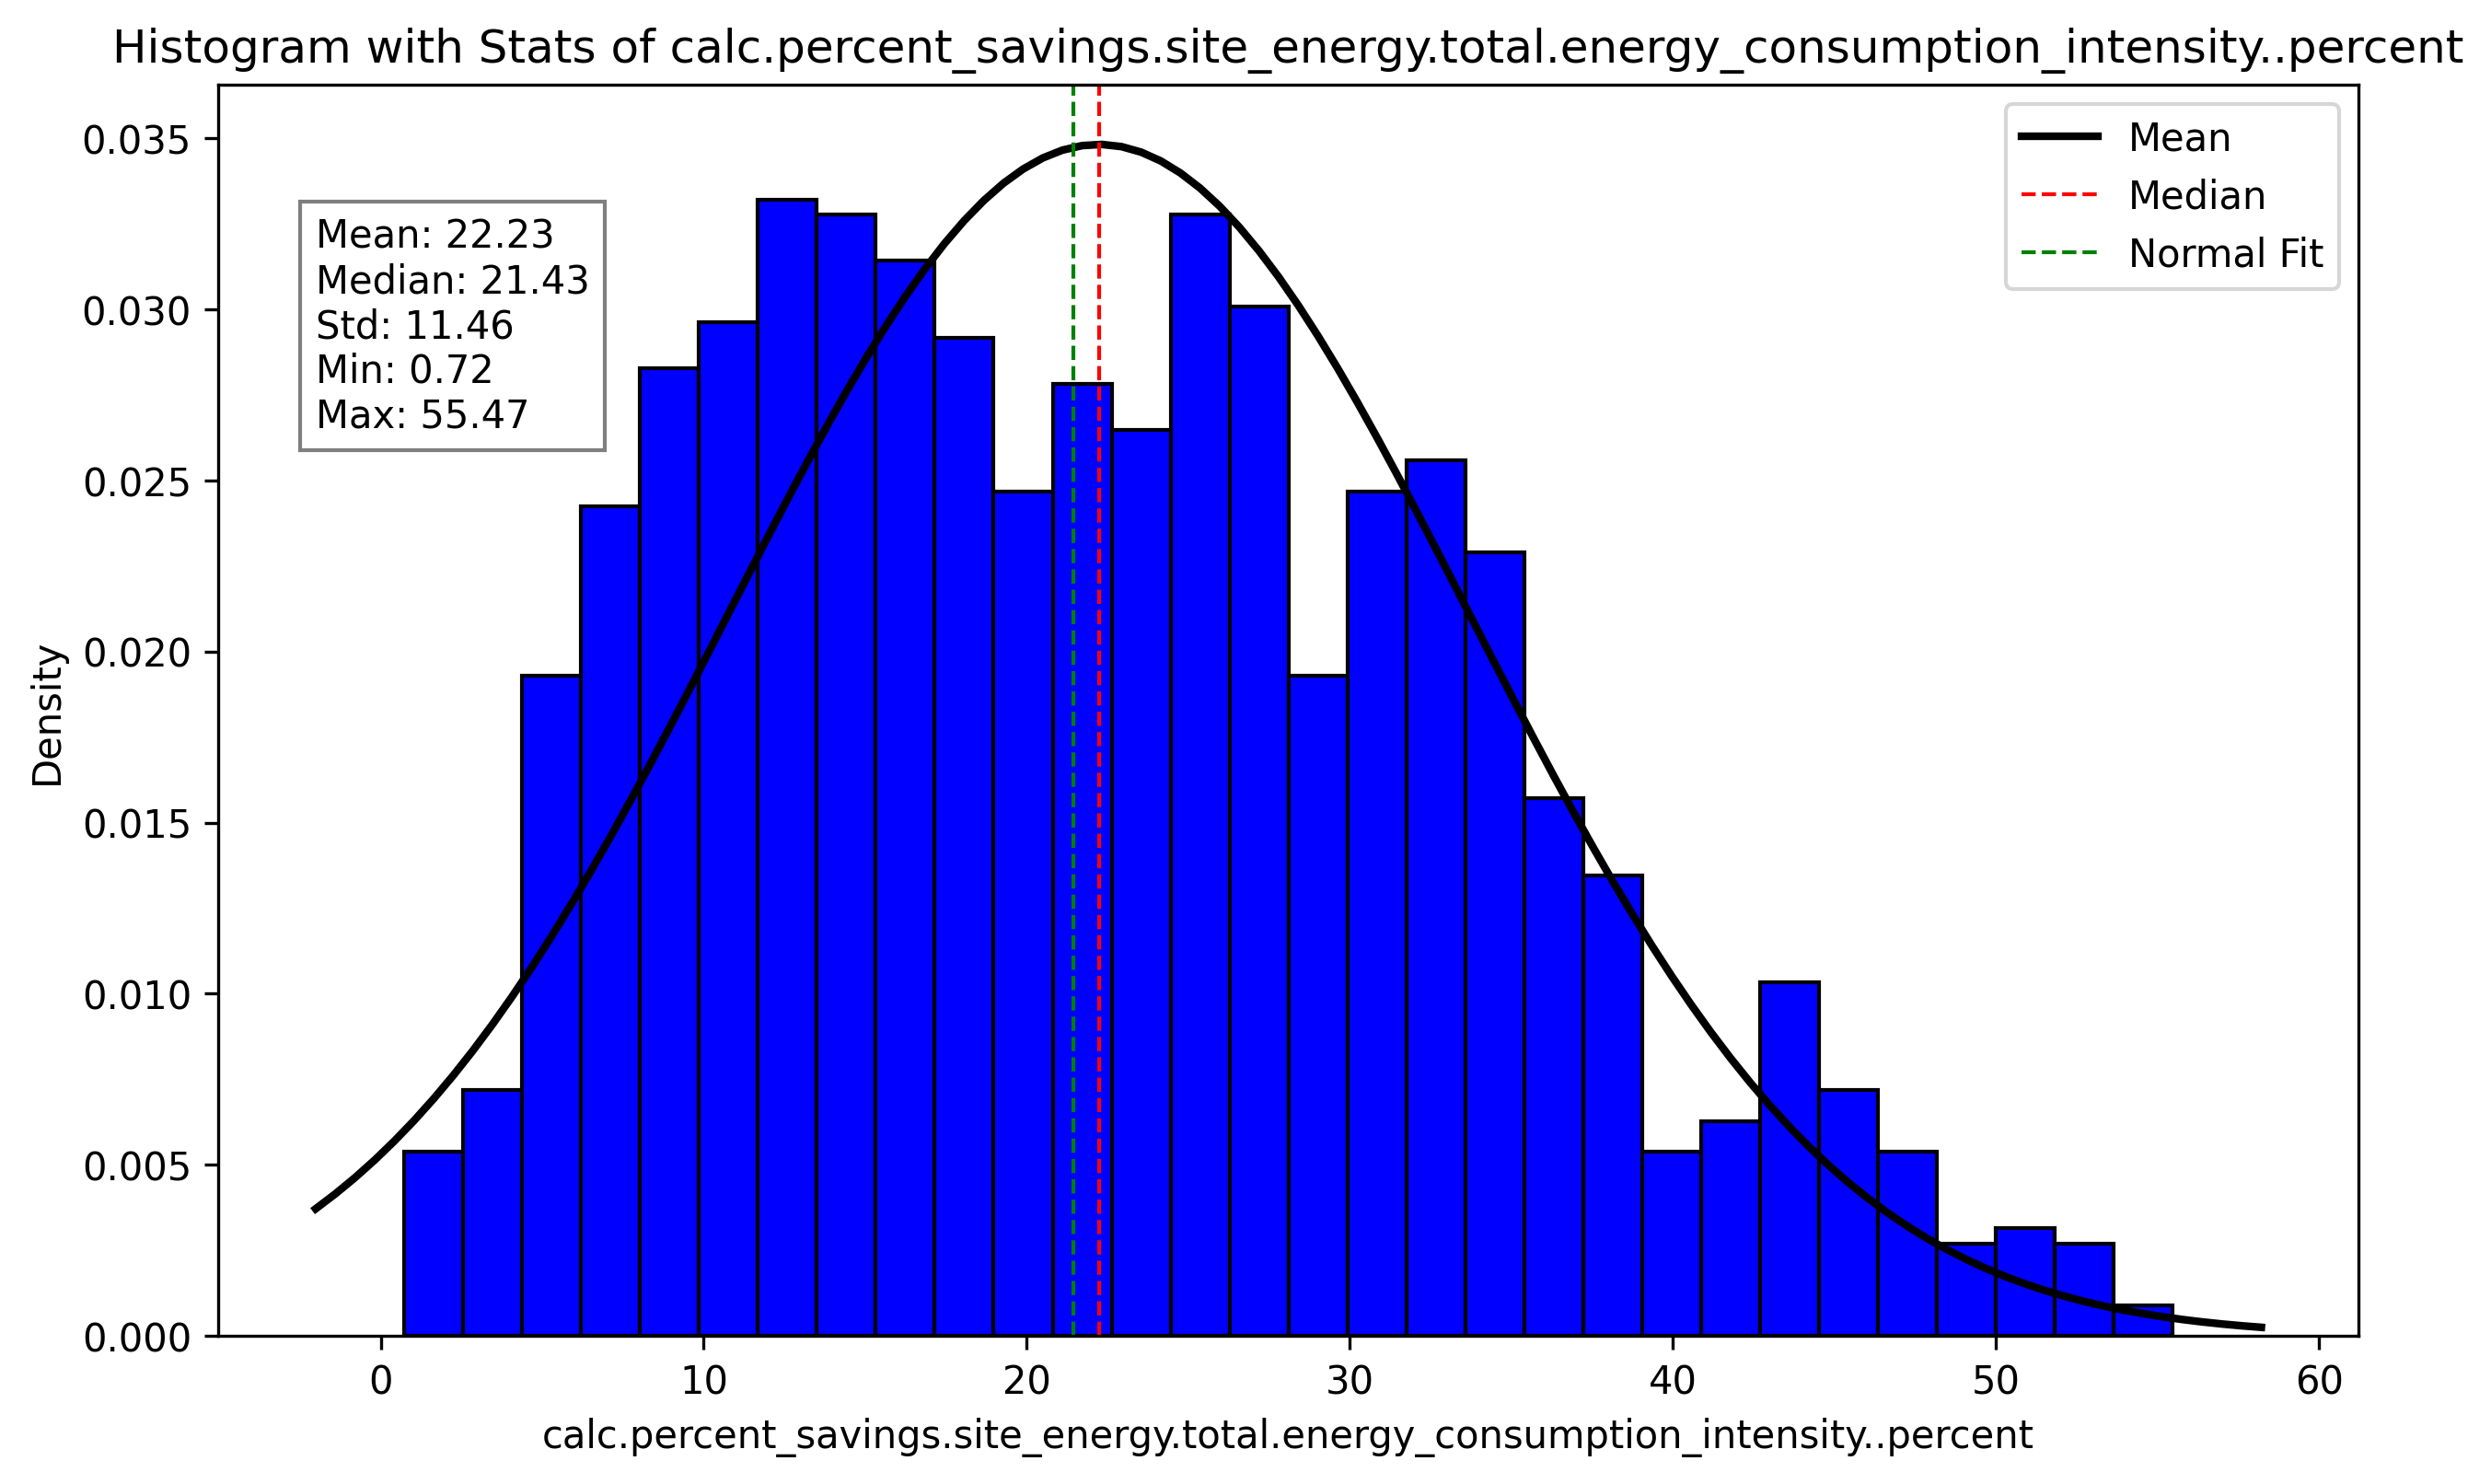 Histogram with Stats of calc.percent_savings.site_energy.total.energy_consumption_intensity..percent
Mean
Median
Normal Fit
Mean: 22.23
Median: 21.43
Std: 11.46
Min: 0.72
Max: 55.47
Density
0.035
0.030
0.025
0.020
0.015
0.010
0.005
0.000
0 10 20 30 40 50 60
calc.percent_savings.site_energy.total.energy_consumption_intensity..percent